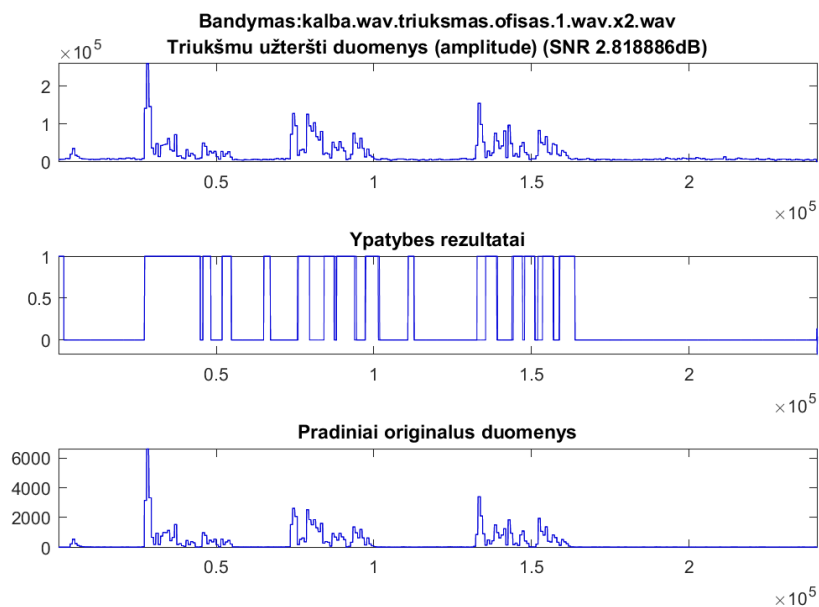 Bandymas:kalba.wav.triuksmas.ofisas.1.wav.x2.wav
Triukšmu užteršti duomenys (amplitude) (SNR 2.818886dB)
×10^5
2
1
0
0.5 1 1.5 2
×10^5
Ypatybes rezultatai
1
0.5
0
0.5 1 1.5 2
×10^5
Pradiniai originalus duomenys
6000
4000
2000
0
0.5 1 1.5 2
×10^5